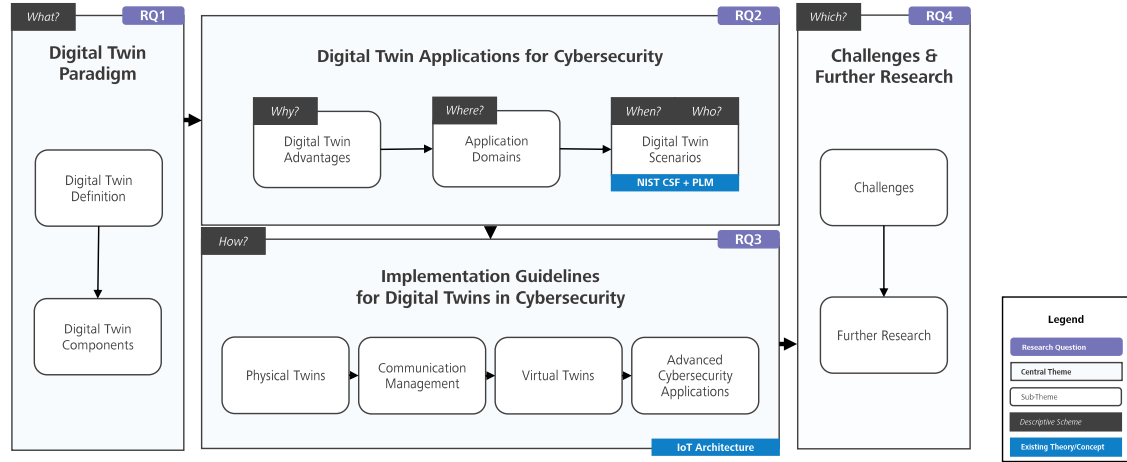 What?
RQ1
Digital Twin
Paradigm
Digital Twin
Definition
Digital Twin
Components
RQ2
Digital Twin Applications for Cybersecurity
Why?
Digital Twin
Advantages
Where?
Application
Domains
When? Who?
Digital Twin
Scenarios
NIST CSF + PLM
How?
RQ3
Implementation Guidelines
for Digital Twins in Cybersecurity
Physical Twins
Communication
Management
Virtual Twins
Advanced
Cybersecurity
Applications
IoT Architecture
Which?
RQ4
Challenges &
Further Research
Challenges
Further Research
Legend
Research Question
Central Theme
Sub-Theme
Descriptive Scheme
Existing Theory/Concept